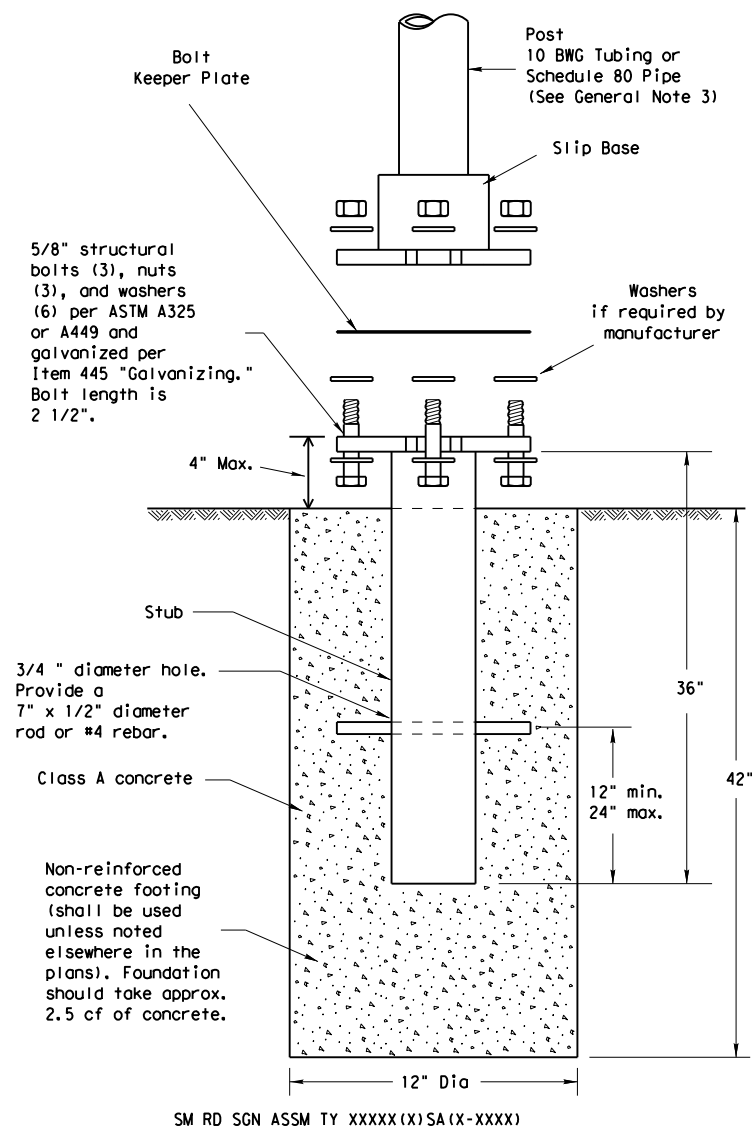 Post
10 BWG Tubing or
Schedule 80 Pipe
(See General Note 3)
Bolt
Keeper Plate
Slip Base
5/8" structural
bolts (3), nuts
(3), and washers
(6) per ASTM A325
or A449 and
galvanized per
Item 445 "Galvanizing."
Bolt length is
2 1/2".
Washers
if required by
manufacturer
4" Max.
Stub
3/4 " diameter hole.
Provide a
7" x 1/2" diameter
rod or #4 rebar.
36"
Class A concrete
12" min.
24" max.
42"
Non-reinforced
concrete footing
(shall be used
unless noted
elsewhere in the
plans). Foundation
should take approx.
2.5 cf of concrete.
12" Dia
SM RD SGN ASSM TY XXXXX(X)SA(X-XXXX)